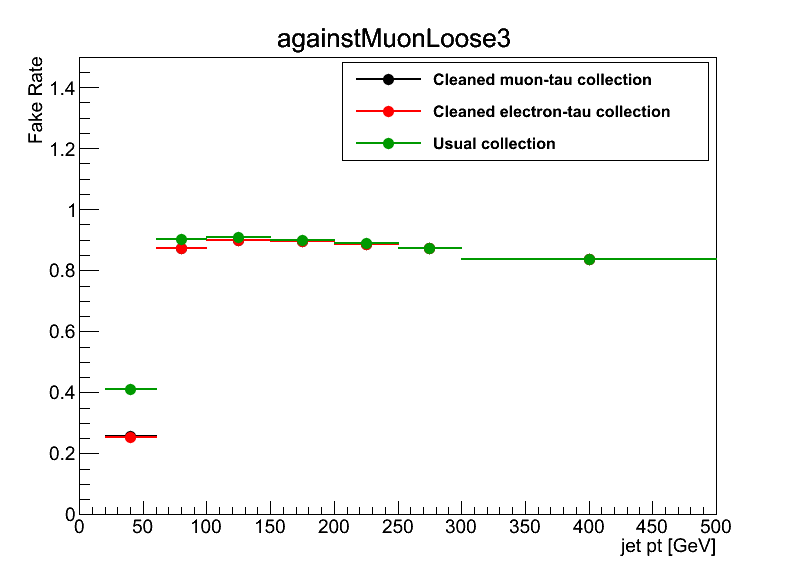 againstMuonLoose3
Fake Rate
Cleaned muon-tau collection
Cleaned electron-tau collection
Usual collection
1.4
1.2
1
0.8
0.6
0.4
0.2
0
0 50 100 150 200 250 300 350 400 450 500
jet pt [GeV]